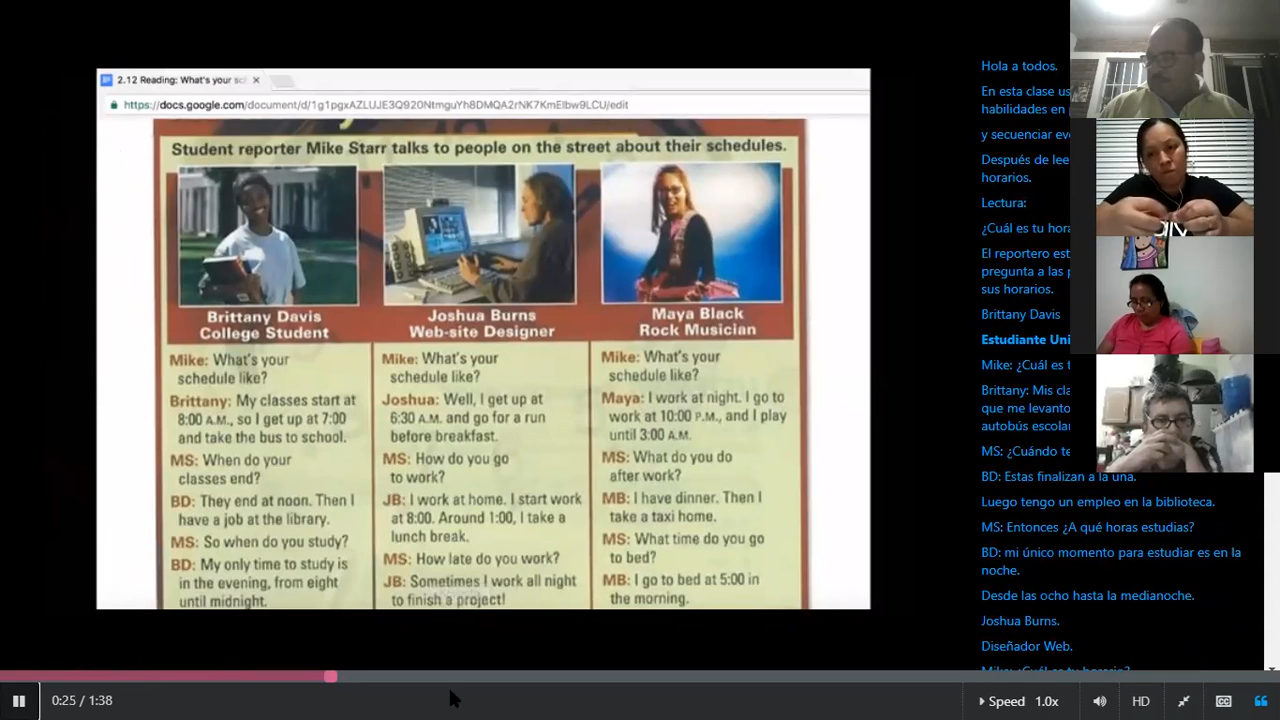 2.12 Reading: What's your
https://docs.google.com/document/d/1g1pgxAZLUJE3Q920NtmguYh8DMQA2rNK7KmElbw9LCU/edit
Student reporter Mike Starr talks to people on the street about their schedules.
Brittany Davis
College Student
Mike: What's your
schedule like?
Brittany: My classes start at
8:00 A.M., so I get up at 7:00
and take the bus to school.
MS: When do your
classes end?
BD: They end at noon. Then I
have a job at the library.
MS: So when do you study?
BD: My only time to study is
in the evening, from eight
until midnight.
Joshua Burns
Web-site Designer
Mike: What's your
schedule like?
Joshua: Well, I get up at
6:30 A.M. and go for a run
before breakfast.
MS: How do you go
to work?
JB: I work at home. I start work
at 8:00. Around 1:00, I take a
lunch break.
MS: How late do you work?
JB: Sometimes I work all night
to finish a project!
Maya Black
Rock Musician
Mike: What's your
schedule like?
Maya: I work at night. I go to
work at 10:00 P.M., and I play
until 3:00 A.M.
MS: What do you do
after work?
MB: I have dinner. Then I
take a taxi home.
MS: What time do you go
to bed?
MB: I go to bed at 5:00 in
the morning.
Hola a todos.
En esta clase
habilidades en
y secuenciar
Después de
horarios.
Lectura:
¿Cuál es tu
El reportero
pregunta a las
sus horarios.
Brittany Davis
Estudiante
Mike: ¿Cuál es
Brittany: Mis
que me levanto
autobús
MS: ¿Cuándo
BD: Estas finalizan a la una.
Luego tengo un empleo en la biblioteca.
MS: Entonces ¿A qué horas estudias?
BD: mi único momento para estudiar es en la
noche.
Desde las ocho hasta la medianoche.
Joshua Burns.
Diseñador Web.
Mike: ¿Cuál es tu horario?
0:25 / 1:38
Speed 1.0x
HD
CC